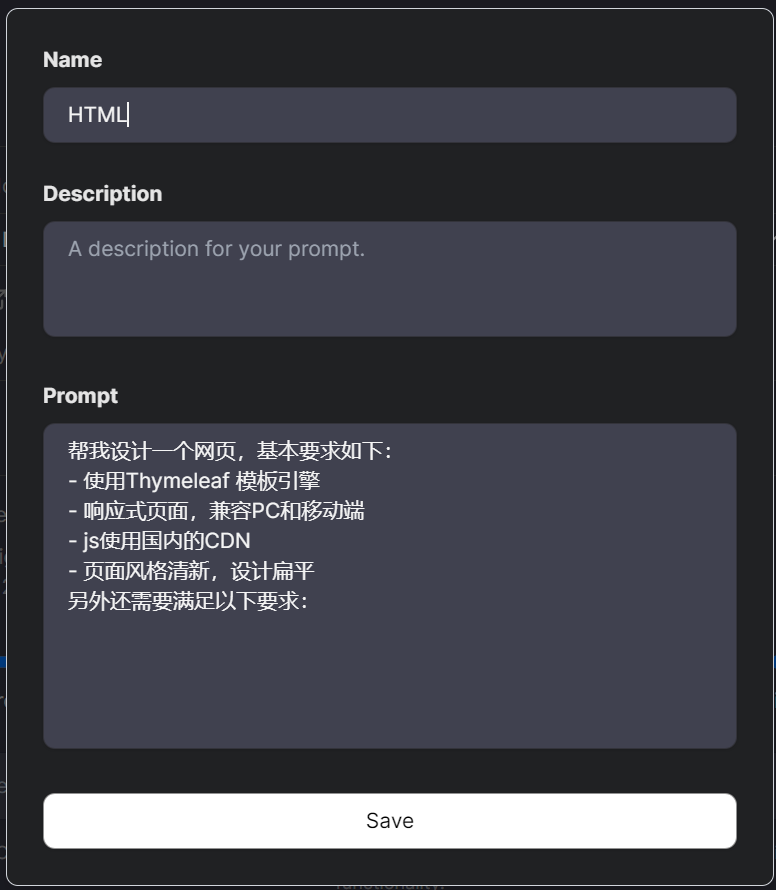 Name
HTML
Description
A description for your prompt.
Prompt
帮我设计一个网页，基本要求如下：
- 使用Thymeleaf 模板引擎
- 响应式页面，兼容PC和移动端
- js使用国内的CDN
- 页面风格清新，设计扁平
另外还需要满足以下要求：
Save